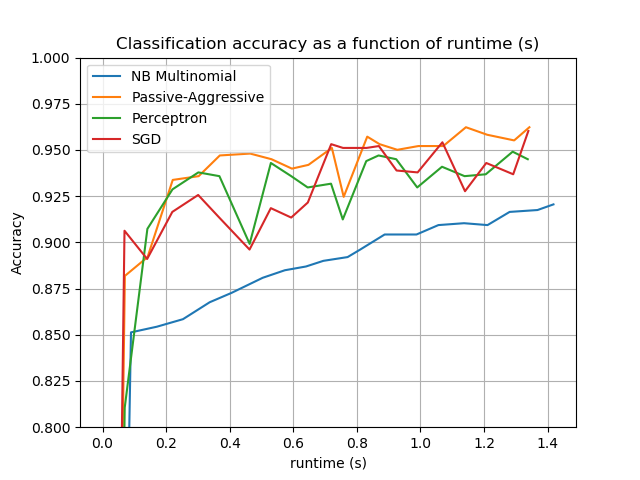 Classification accuracy as a function of runtime (s)
NB Multinomial
Passive-Aggressive
Perceptron
SGD
Accuracy
1.000
0.975
0.950
0.925
0.900
0.875
0.850
0.825
0.800
0.0 0.2 0.4 0.6 0.8 1.0 1.2 1.4
runtime (s)